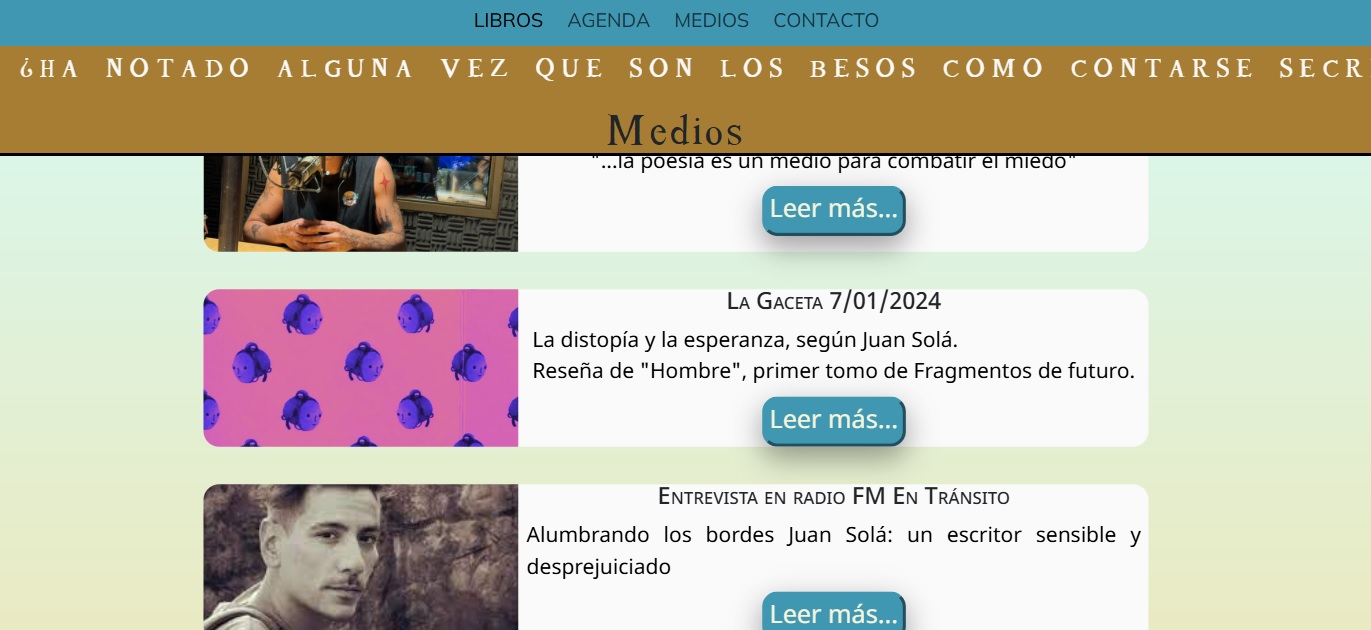 LIBROS AGENDA MEDIOS CONTACTO
¿HA NOTADO ALGUNA VEZ QUE SON LOS BESOS COMO CONTARSE SECR
Medios
"...la poesía es un medio para combatir el miedo"
Leer más...
La Gaceta 7/01/2024
La distopía y la esperanza, según Juan Solá.
Reseña de "Hombre", primer tomo de Fragmentos de futuro.
Leer más...
Entrevista en radio FM En Tránsito
Alumbrando los bordes Juan Solá: un escritor sensible y
desprejuiciado
Leer más...